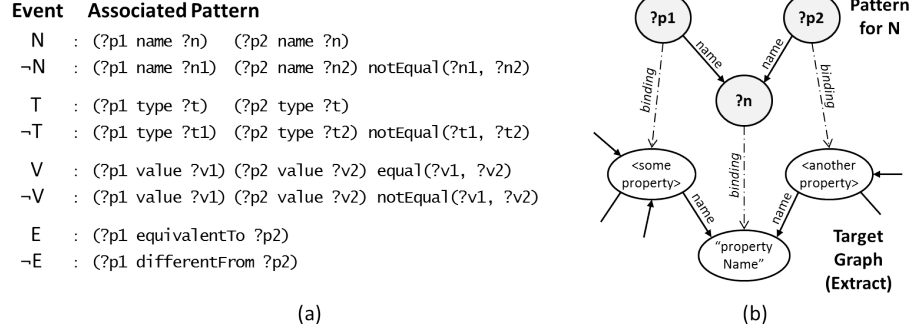 Event Associated Pattern
N : (?p1 name ?n) (?p2 name ?n)
¬N : (?p1 name ?n1) (?p2 name ?n2) notEqual(?n1, ?n2)
T : (?p1 type ?t) (?p2 type ?t)
¬T : (?p1 type ?t1) (?p2 type ?t2) notEqual(?t1, ?t2)
V : (?p1 value ?v1) (?p2 value ?v2) equal(?v1, ?v2)
¬V : (?p1 value ?v1) (?p2 value ?v2) notEqual(?v1, ?v2)
E : (?p1 equivalentTo ?p2)
¬E : (?p1 differentFrom ?p2)
(a)
Pattern
for N
?p1
?p2
name
name
?n
binding
binding
binding
<some
property>
<another
property>
name
name
"property
Name"
Target
Graph
(Extract)
(b)